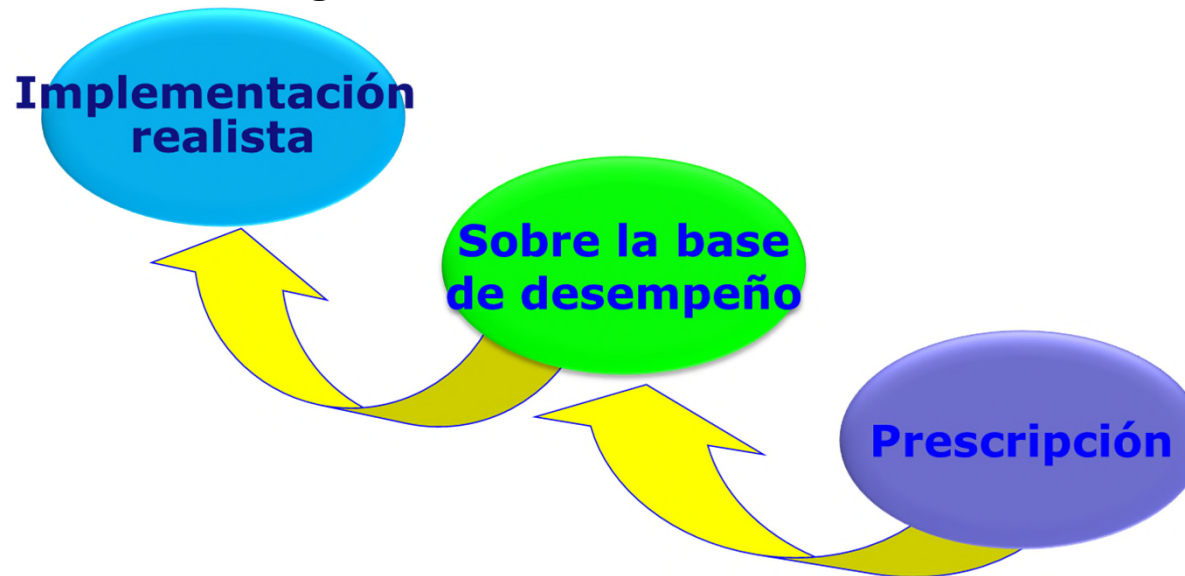 Implementación
realista
Sobre la base
de desempeño
Prescripción